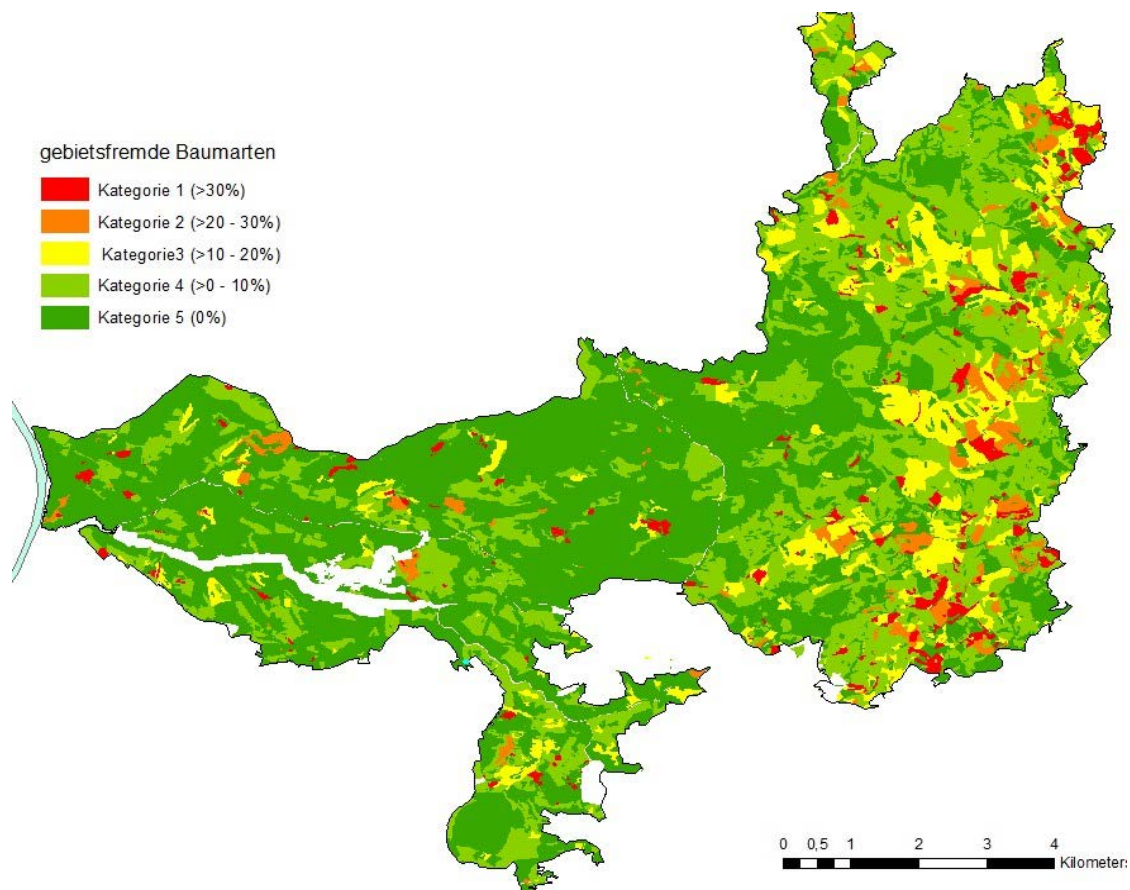 gebietsfremde Baumarten
Kategorie 1 (>30%)
Kategorie 2 (>20 - 30%)
Kategorie3 (>10 - 20%)
Kategorie 4 (>0 - 10%)
Kategorie 5 (0%)
0 0,5 1 2 3 4
Kilometers